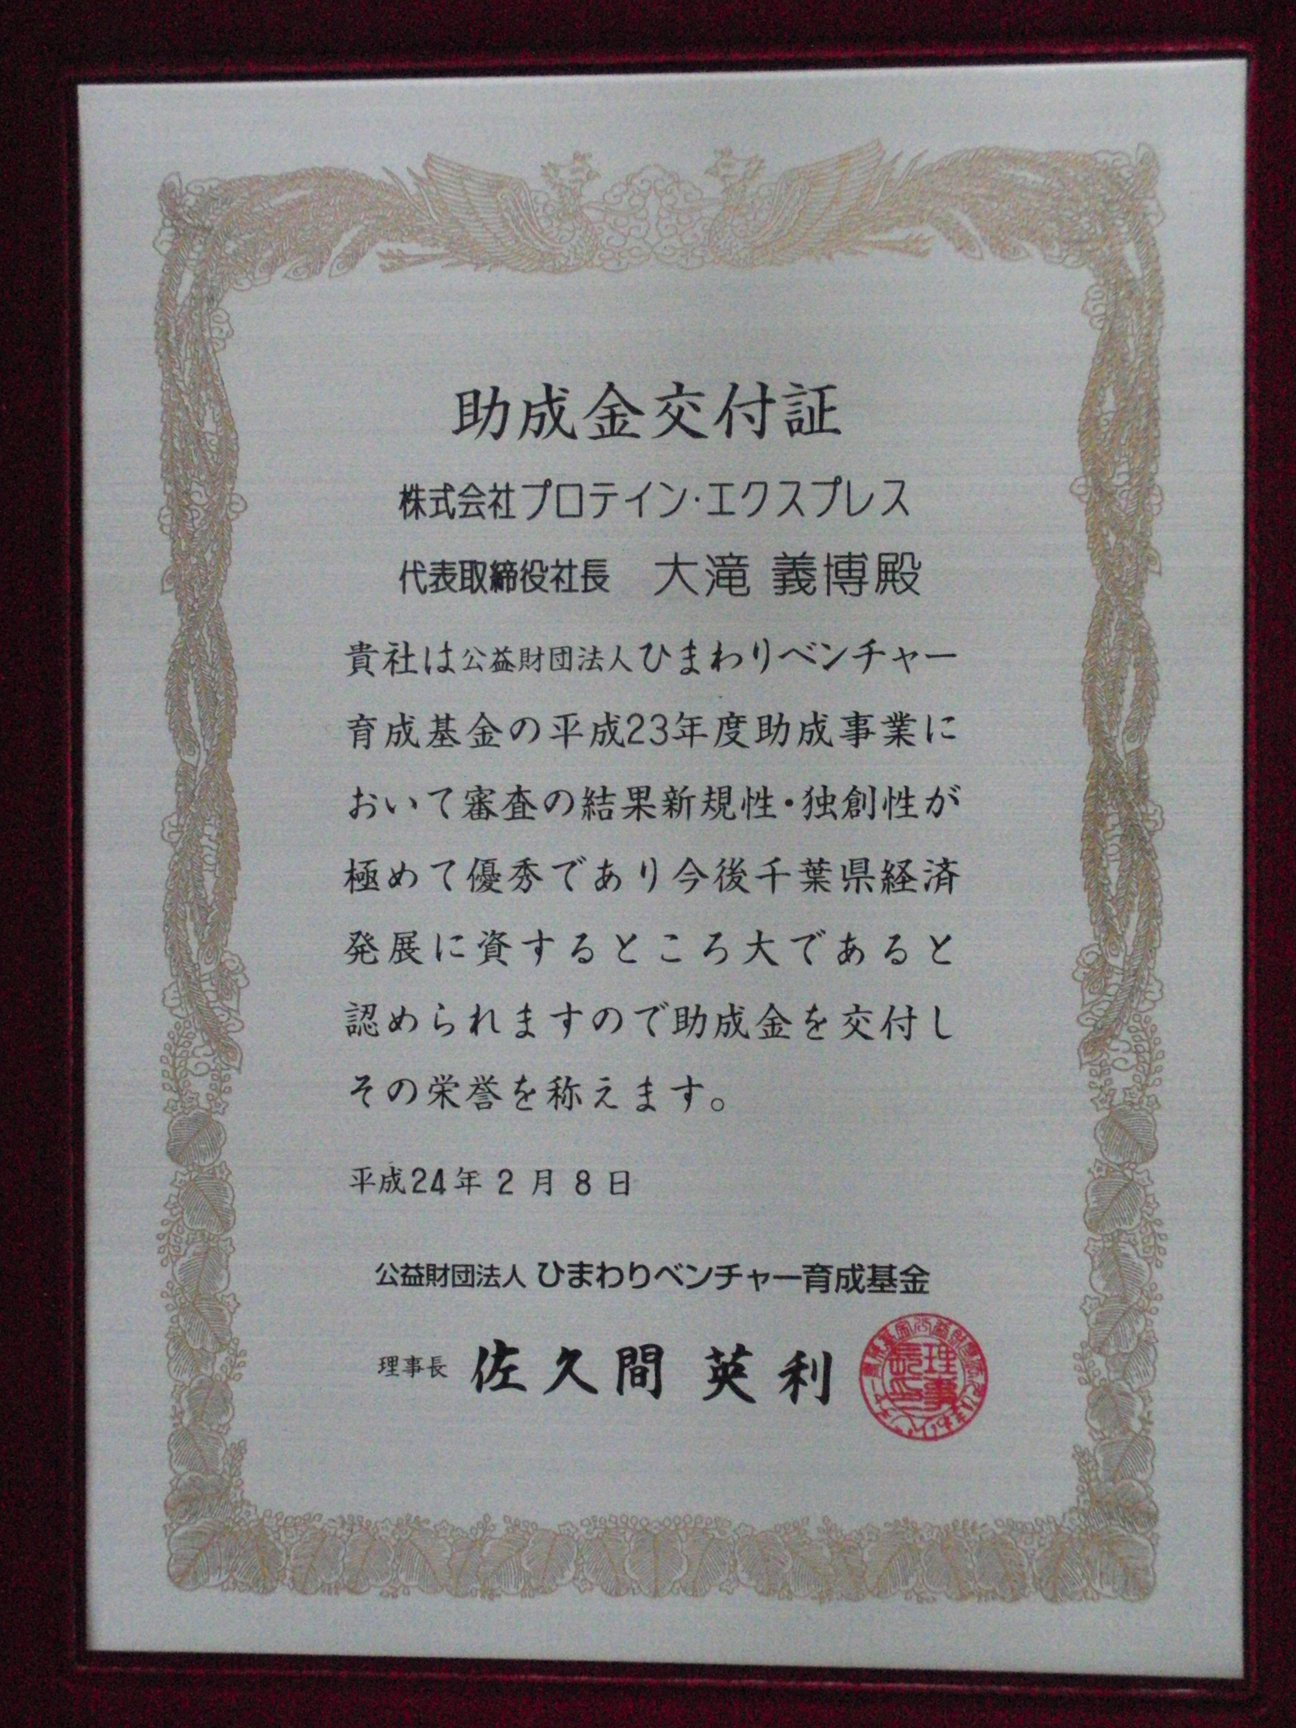 助成金交付証
株式会社プロテイン・エクスプレス
代表取締役社長 大滝 義博殿
貴社は公益財団法人ひまわりベンチャー
育成基金の平成23年度助成事業に
おいて審査の結果新規性・独創性が
極めて優秀であり今後千葉県経済
発展に資するところ大であると
認められますので助成金を交付し
その栄誉を称えます。
平成24年2月8日
公益財団法人 ひまわりベンチャー育成基金
理事長 佐久間 英利